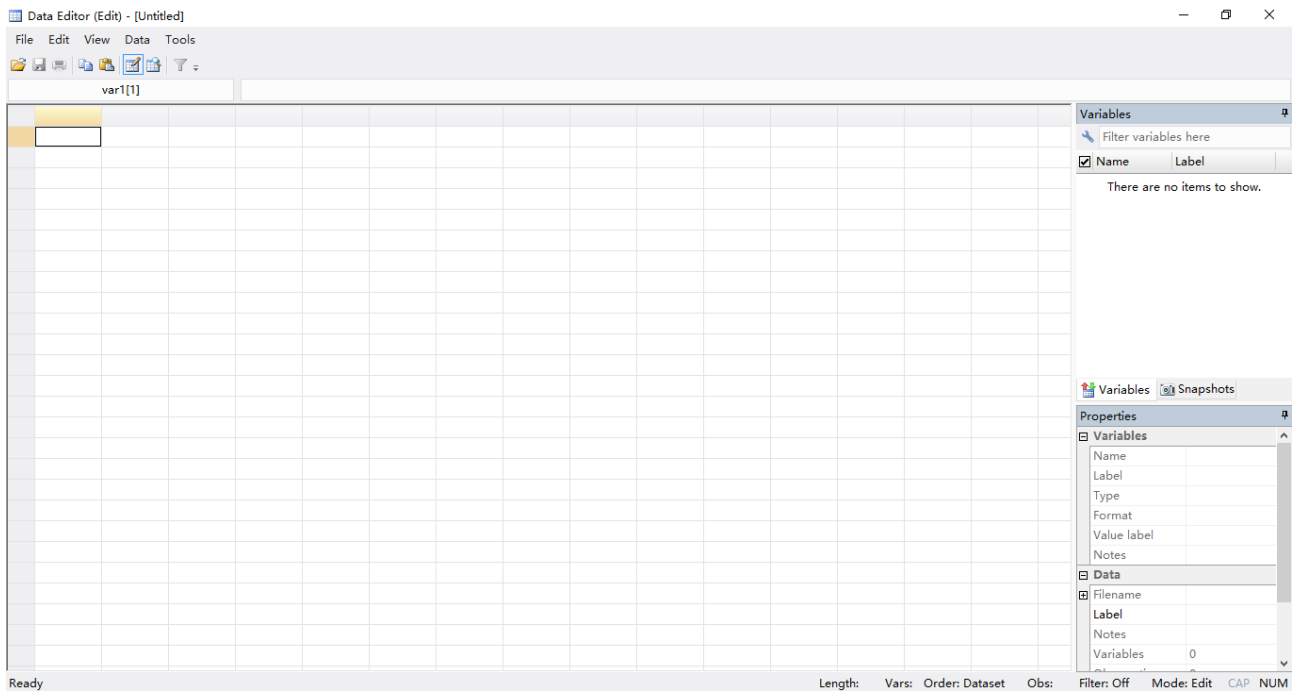 Data Editor (Edit) - [Untitled]
File Edit View Data Tools
var1[1]
Variables
Filter variables here
Name Label
There are no items to show.
Variables Snapshots
Properties
Variables
Name
Label
Type
Format
Value label
Notes
Data
Filename
Label
Notes
Variables 0
Ready Length: Vars: Order: Dataset Obs: Filter: Off Mode: Edit CAP NUM